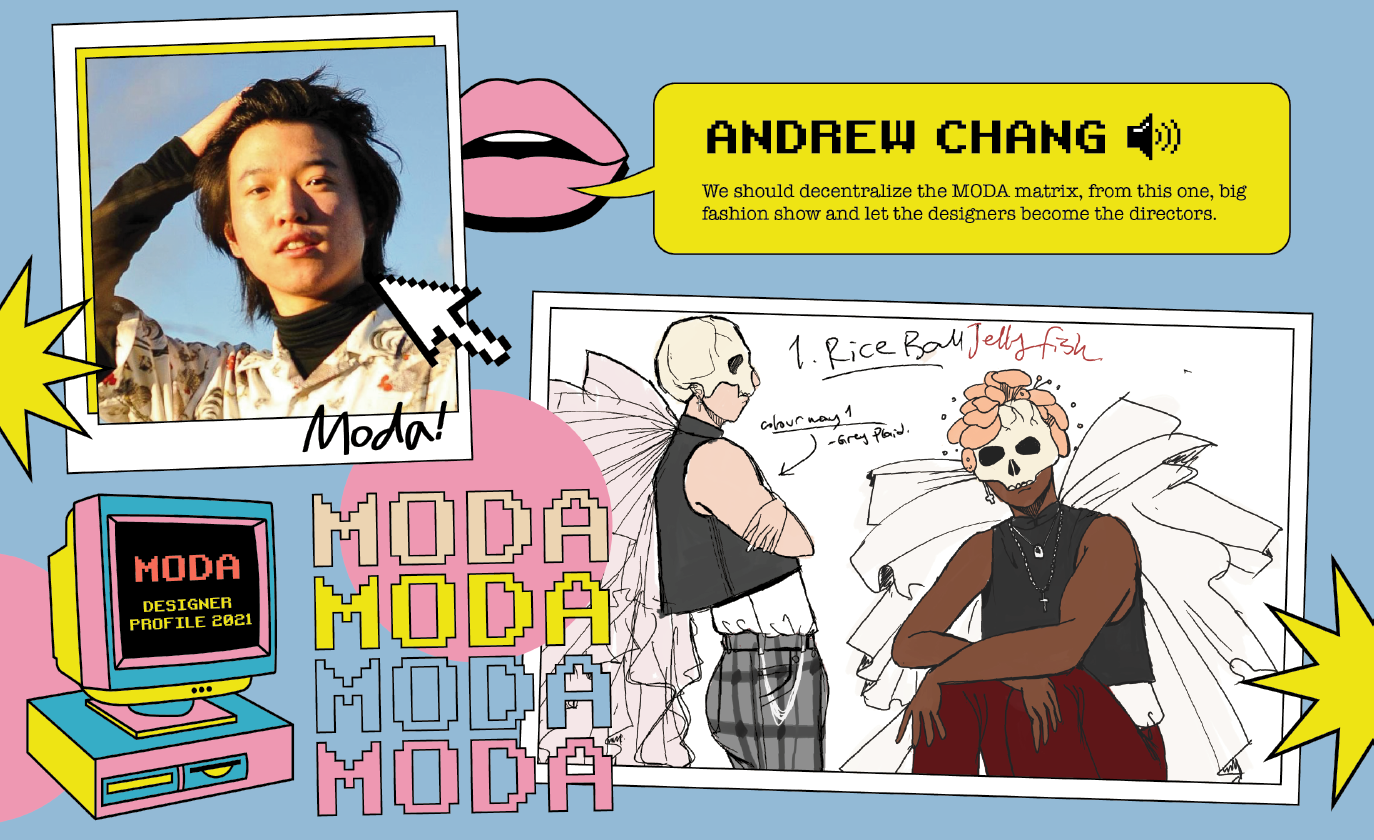 ANDREW CHANG
We should decentralize the MODA matrix, from this one, big
fashion show and let the designers become the directors.
Moda!
1. Rice Ball Jelly fish
colour way 1
- Grey Plaid.
MODA
DESIGNER
PROFILE 2021
MODA
MODA
MODA
MODA